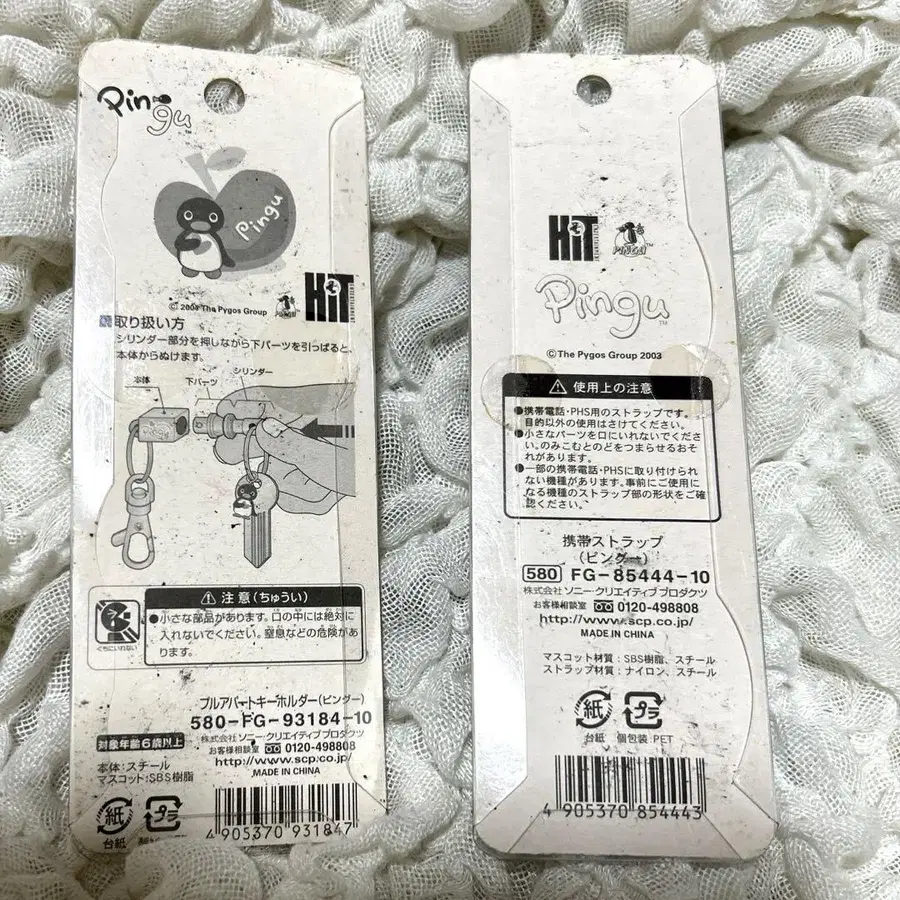 Pingu™
Pingu
© 2004 The Pygos Group
PINGU
HiT
ENTERTAINMENT
取り扱い方
シリンダー部分を押しながら下パーツを引っぱると、
本体からぬけます。
本体
下パーツ
シリンダー
⚠ 注意(ちゅうい)
●小さな部品があります。口の中には絶対に
入れないでください。窒息などの危険があ
ります。
くちにいれない
プルアパートキーホルダー(ピングー)
580-FG-93184-10
対象年齢6歳以上
株式会社 ソニー・クリエイティブプロダクツ
お客様相談室 0120-498808
http://www.scp.co.jp/
MADE IN CHINA
本体:スチール
マスコット:SBS樹脂
紙
台紙
プラ
4 905370 931847
HiT
ENTERTAINMENT
PINGU™
Pingu™
©The Pygos Group 2003
⚠ 使用上の注意
●携帯電話・PHS用のストラップです。
目的以外の使用はさけてください。
●小さなパーツを口にいれないでくださ
い。のみこむとのどをつまらせるおそ
れがあります。
●一部の携帯電話・PHSに取り付けられ
ない機種があります。事前にご使用に
なる機種のストラップ部の形状をご確
認ください。
携帯ストラップ
(ピングー)
580 FG-85444-10
株式会社 ソニー・クリエイティブプロダクツ
お客様相談室 0120-498808
http://www.scp.co.jp/
MADE IN CHINA
マスコット材質:SBS樹脂、スチール
ストラップ材質:ナイロン、スチール
紙
台紙
プラ
個包装:PET
4 905370 854443